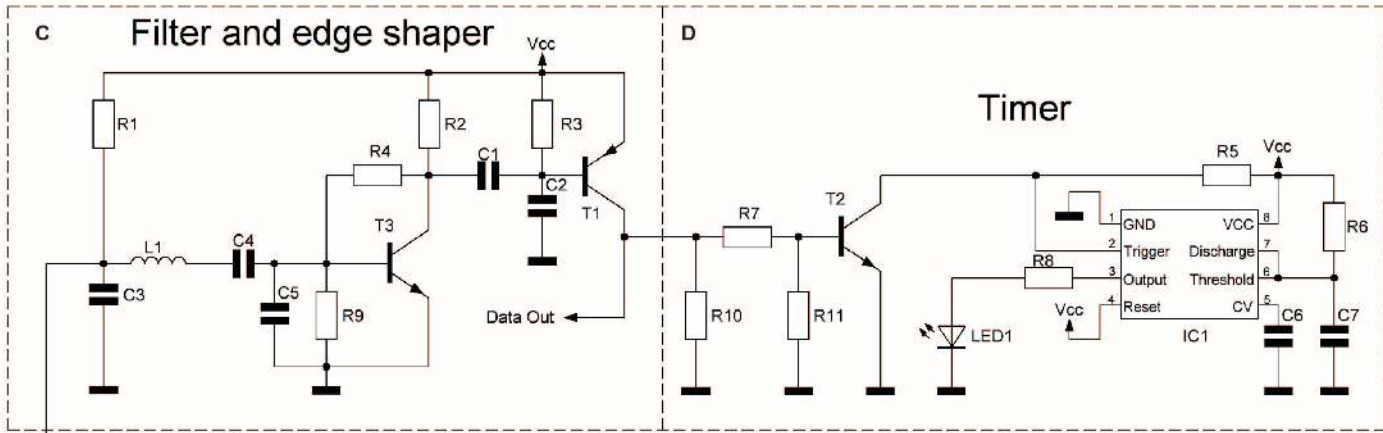 C
Filter and edge shaper
Vcc
R1
R2
R3
R4
C1
C2
T1
T3
L1
C4
C3
C5
R9
Data Out
D
Timer
Vcc
R5
T2
R7
1
GND
VCC
8
R6
2
Trigger
Discharge
7
R8
3
Output
Threshold
6
Vcc
4
Reset
CV
5
C6
C7
R10
R11
LED1
IC1